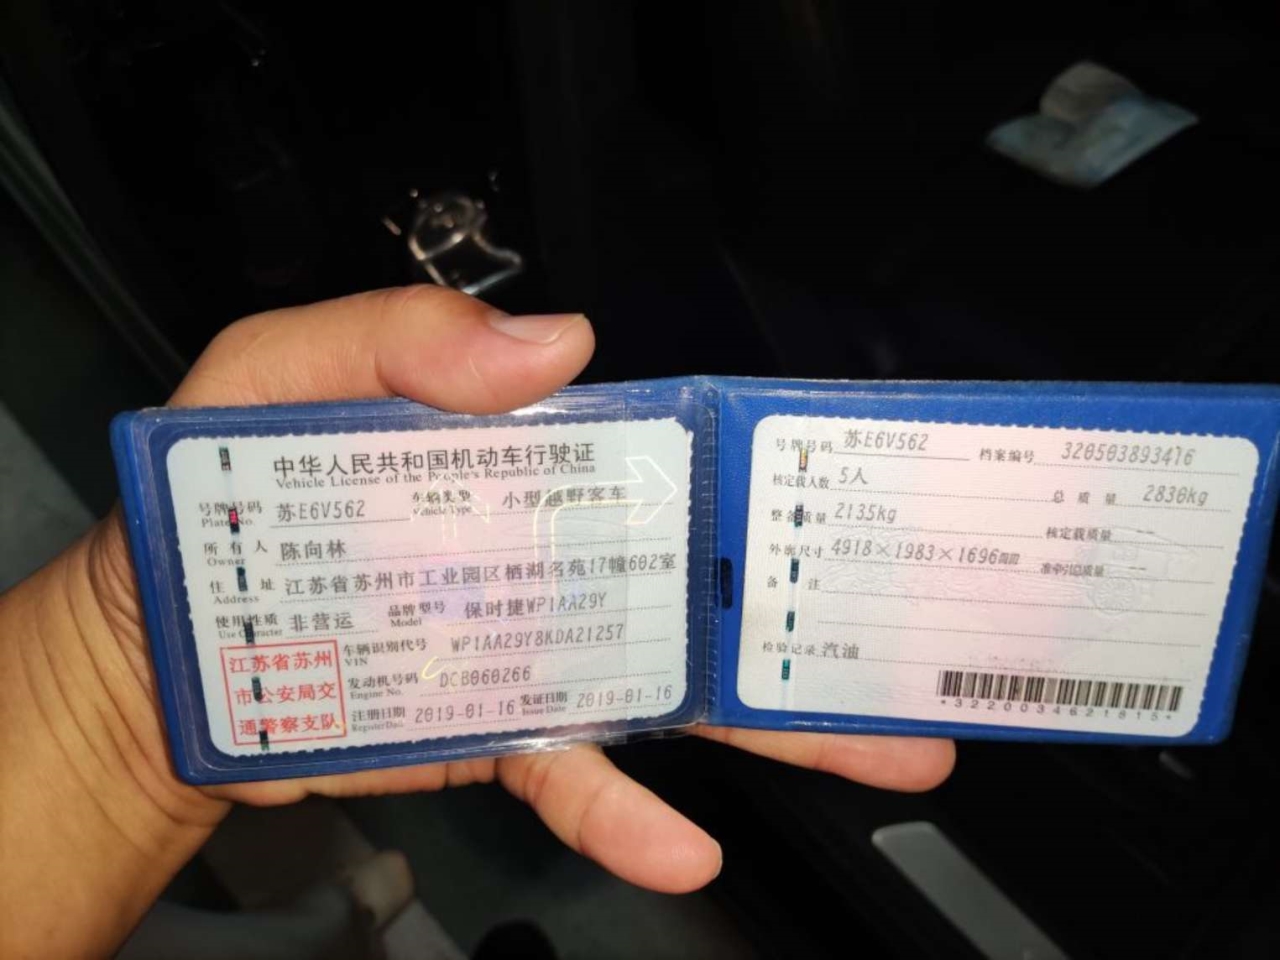 中华人民共和国机动车行驶证
Vehicle License of the People's Republic of China
号牌号码 苏E6V562 车辆类型 小型越野客车
Plate No. Vehicle Type
所有人 陈向林
Owner
住址 江苏省苏州市工业园区栖湖名苑17幢602室
Address
使用性质 非营运 品牌型号 保时捷WP1AA29Y
Use Character Model
江苏省苏州
市公安局交
通警察支队
车辆识别代号 WP1AA29Y8KDA21257
VIN
发动机号码 DCB060266
Engine No.
注册日期 2019-01-16 发证日期 2019-01-16
Register Date Issue Date
号牌号码 苏E6V562 档案编号 320503893416
核定载人数 5人 总质量 2830kg
整备质量 2135kg 核定载质量 --
外廓尺寸 4918×1983×1696mm 准牵引总质量 --
备注
检验记录 汽油
*3220034621815*